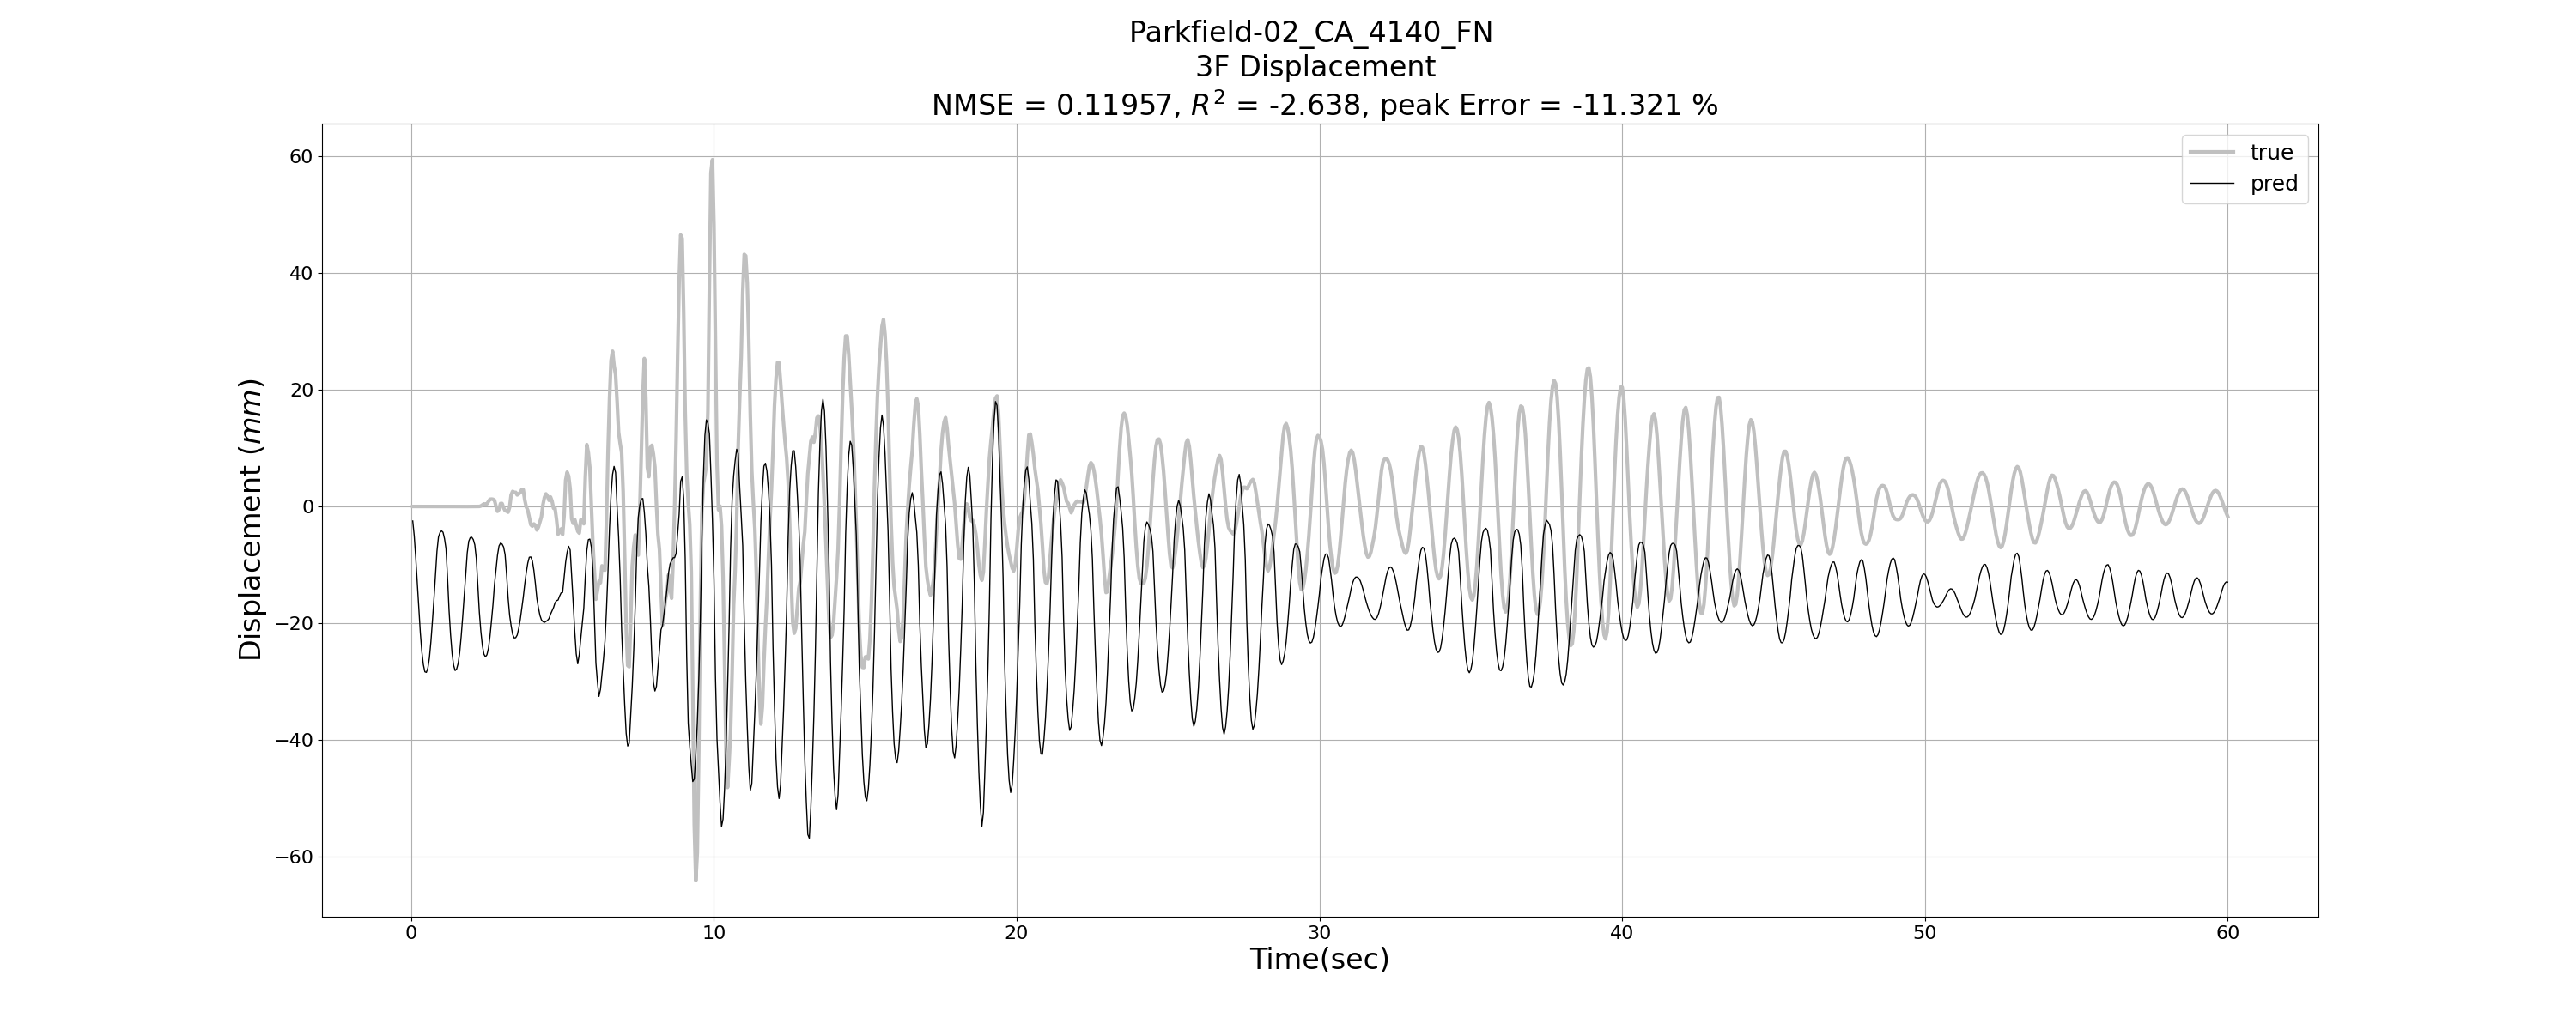 Parkfield-02_CA_4140_FN
3F Displacement
NMSE = 0.11957, R² = -2.638, peak Error = -11.321 %
true
pred
60
40
20
0
−20
−40
−60
Displacement (mm)
0 10 20 30 40 50 60
Time(sec)